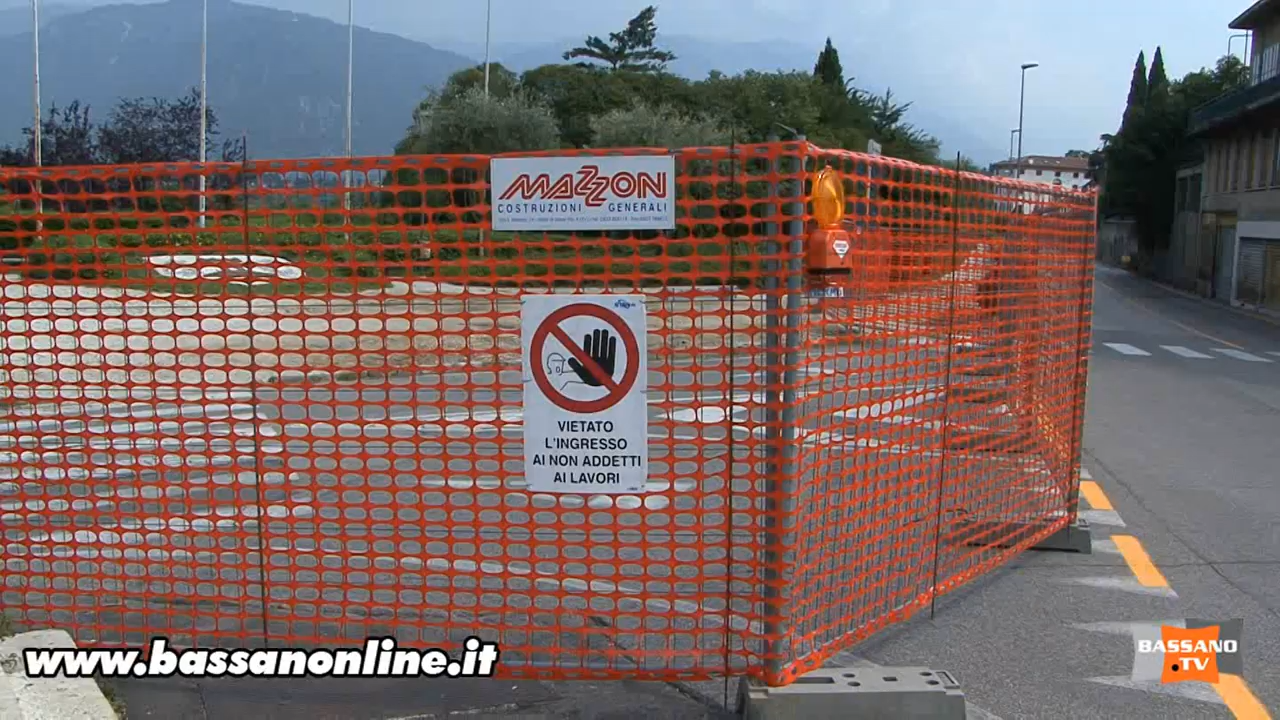 MAZZON
COSTRUZIONI GENERALI
VIETATO
L'INGRESSO
AI NON ADDETTI
AI LAVORI
www.bassanonline.it
BASSANO
.TV